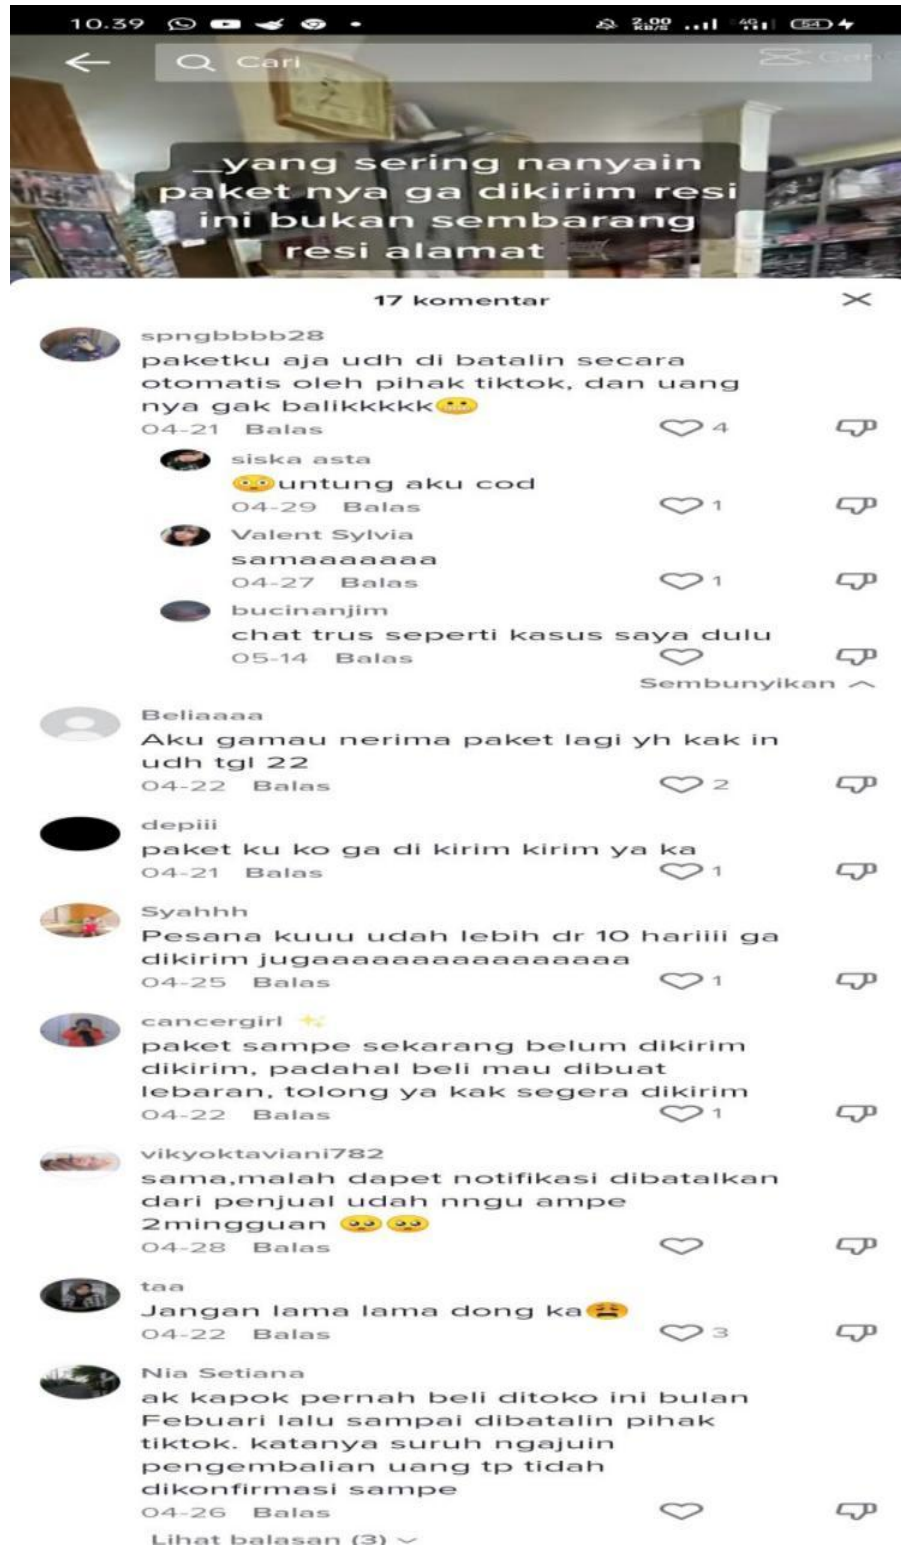 10.39
2.00 KB/S 4G 54
Cari
_yang sering nanyain
paket nya ga dikirim resi
ini bukan sembarang
resi alamat
17 komentar
spngbbbb28
paketku aja udh di batalin secara
otomatis oleh pihak tiktok, dan uang
nya gak balikkkkk😬
04-21 Balas 4
siska asta
😳untung aku cod
04-29 Balas 1
Valent Sylvia
samaaaaaaaa
04-27 Balas 1
bucinanjim
chat trus seperti kasus saya dulu
05-14 Balas
Sembunyikan
Beliaaaa
Aku gamau nerima paket lagi yh kak in
udh tgl 22
04-22 Balas 2
depiii
paket ku ko ga di kirim kirim ya ka
04-21 Balas 1
Syahhh
Pesana kuuu udah lebih dr 10 hariiii ga
dikirim jugaaaaaaaaaaaaaaaaa
04-25 Balas 1
cancergirl ✨
paket sampe sekarang belum dikirim
dikirim, padahal beli mau dibuat
lebaran, tolong ya kak segera dikirim
04-22 Balas 1
vikyoktaviani782
sama,malah dapet notifikasi dibatalkan
dari penjual udah nngu ampe
2mingguan 🥺🥺
04-28 Balas
taa
Jangan lama lama dong ka😩
04-22 Balas 3
Nia Setiana
ak kapok pernah beli ditoko ini bulan
Febuari lalu sampai dibatalin pihak
tiktok. katanya suruh ngajuin
pengembalian uang tp tidah
dikonfirmasi sampe
04-26 Balas
Lihat balasan (3)